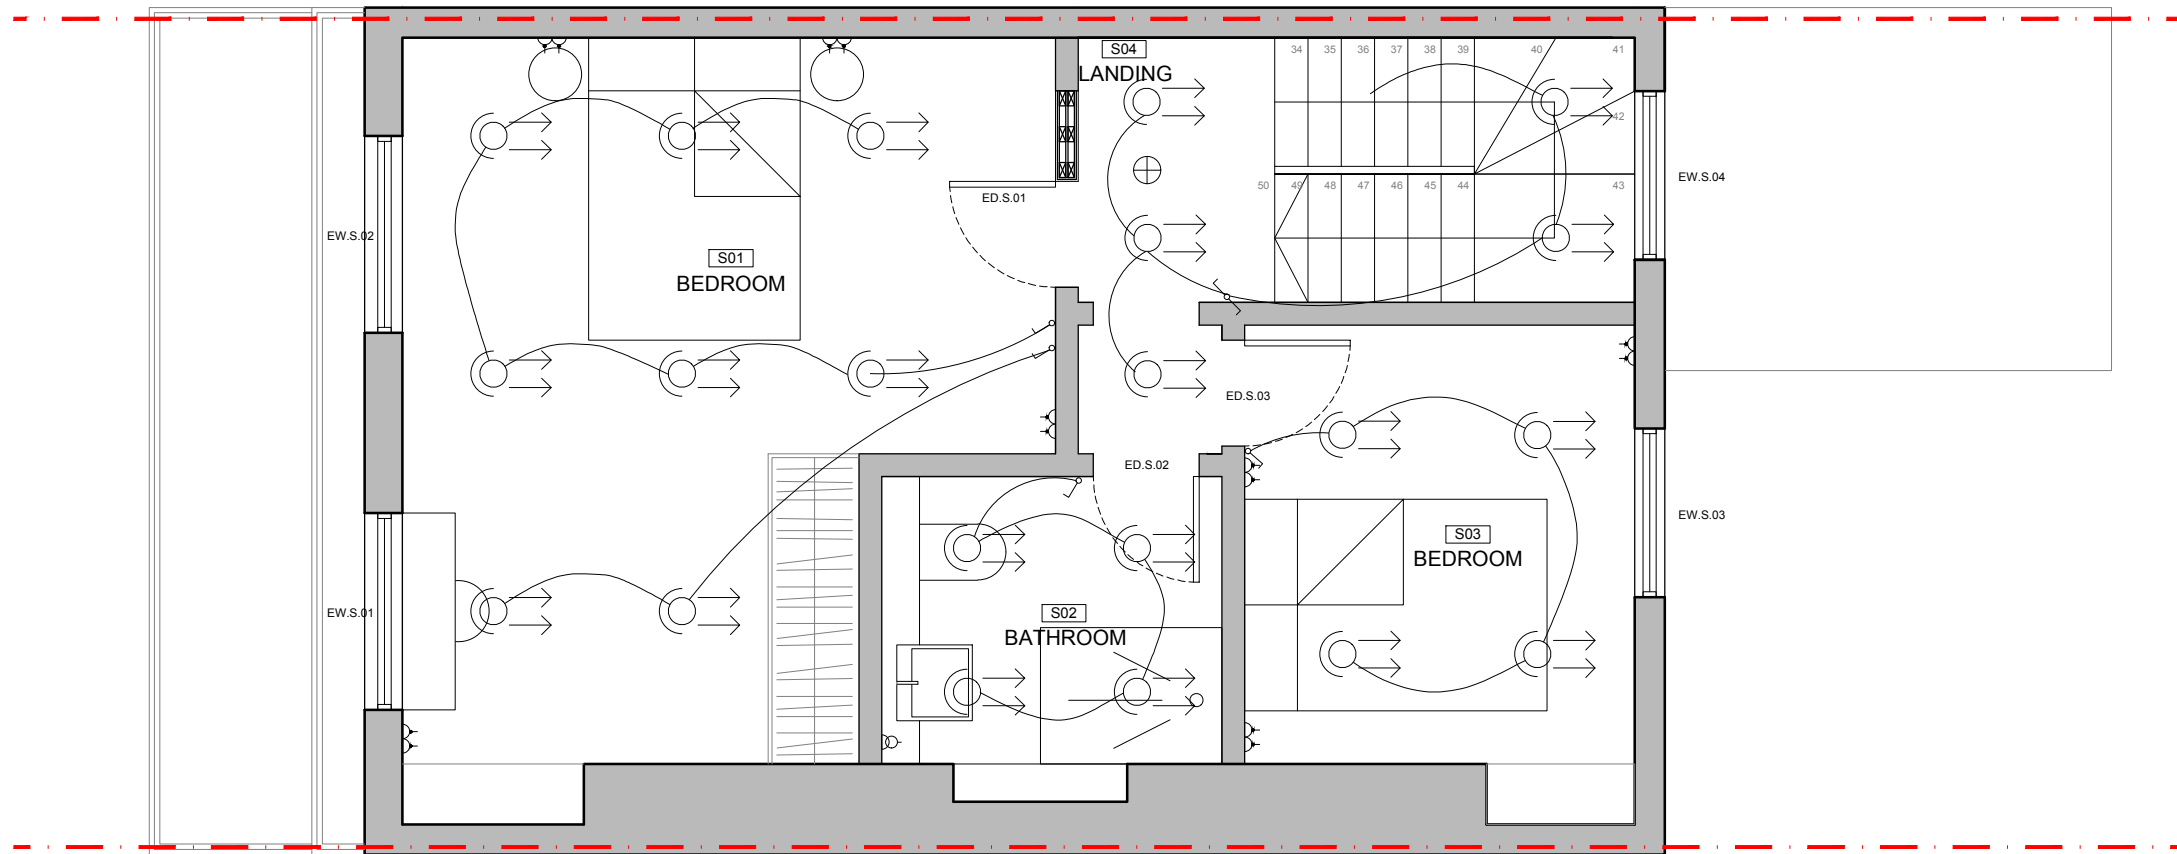 S04
LANDING
34 35 36 37 38 39 40 41
42
50 49 48 47 46 45 44 43
EW.S.04
ED.S.01
EW.S.02
S01
BEDROOM
ED.S.03
ED.S.02
EW.S.03
S03
BEDROOM
EW.S.01
S02
BATHROOM